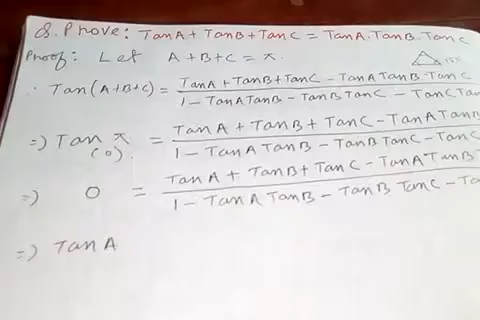 8. Prove: TanA + TanB + TanC = TanA. TanB. TanC
Proof: Let A+B+C = π.
∴ Tan(A+B+C) = TanA + TanB + TanC - TanA TanB . TanC
1 - TanA TanB - TanB TanC - TanC Tan
=) Tan π = TanA + TanB + TanC - TanA TanB
(0) 1 - TanA TanB - TanB TanC - TanC
=) 0 = TanA + TanB + TanC - TanA TanB
1 - TanA TanB - TanB TanC - Ta
=) TanA